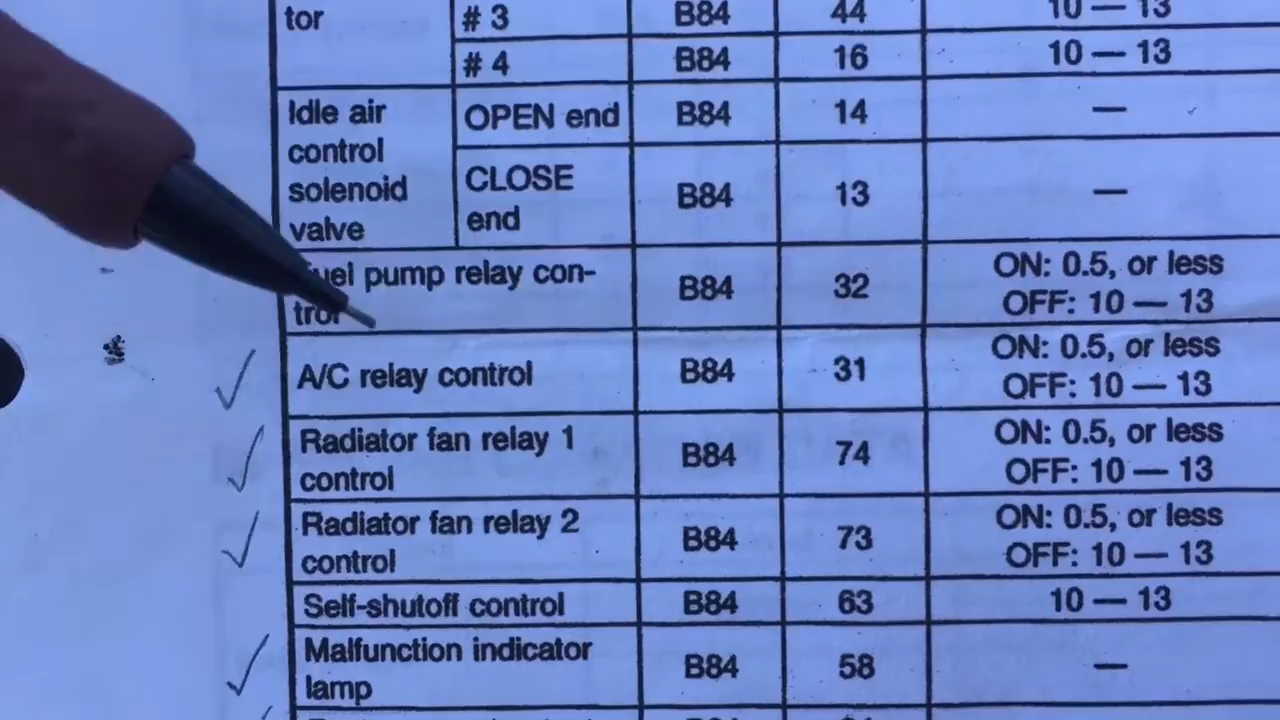 tor # 3 B84 44 10 — 13
# 4 B84 16 10 — 13
Idle air
control
solenoid
valve
OPEN end B84 14 —
CLOSE
end
B84 13 —
uel pump relay con-
trol
B84 32
ON: 0.5, or less
OFF: 10 — 13
A/C relay control B84 31
ON: 0.5, or less
OFF: 10 — 13
Radiator fan relay 1
control
B84 74
ON: 0.5, or less
OFF: 10 — 13
Radiator fan relay 2
control
B84 73
ON: 0.5, or less
OFF: 10 — 13
Self-shutoff control B84 63 10 — 13
Malfunction indicator
lamp
B84 58 —